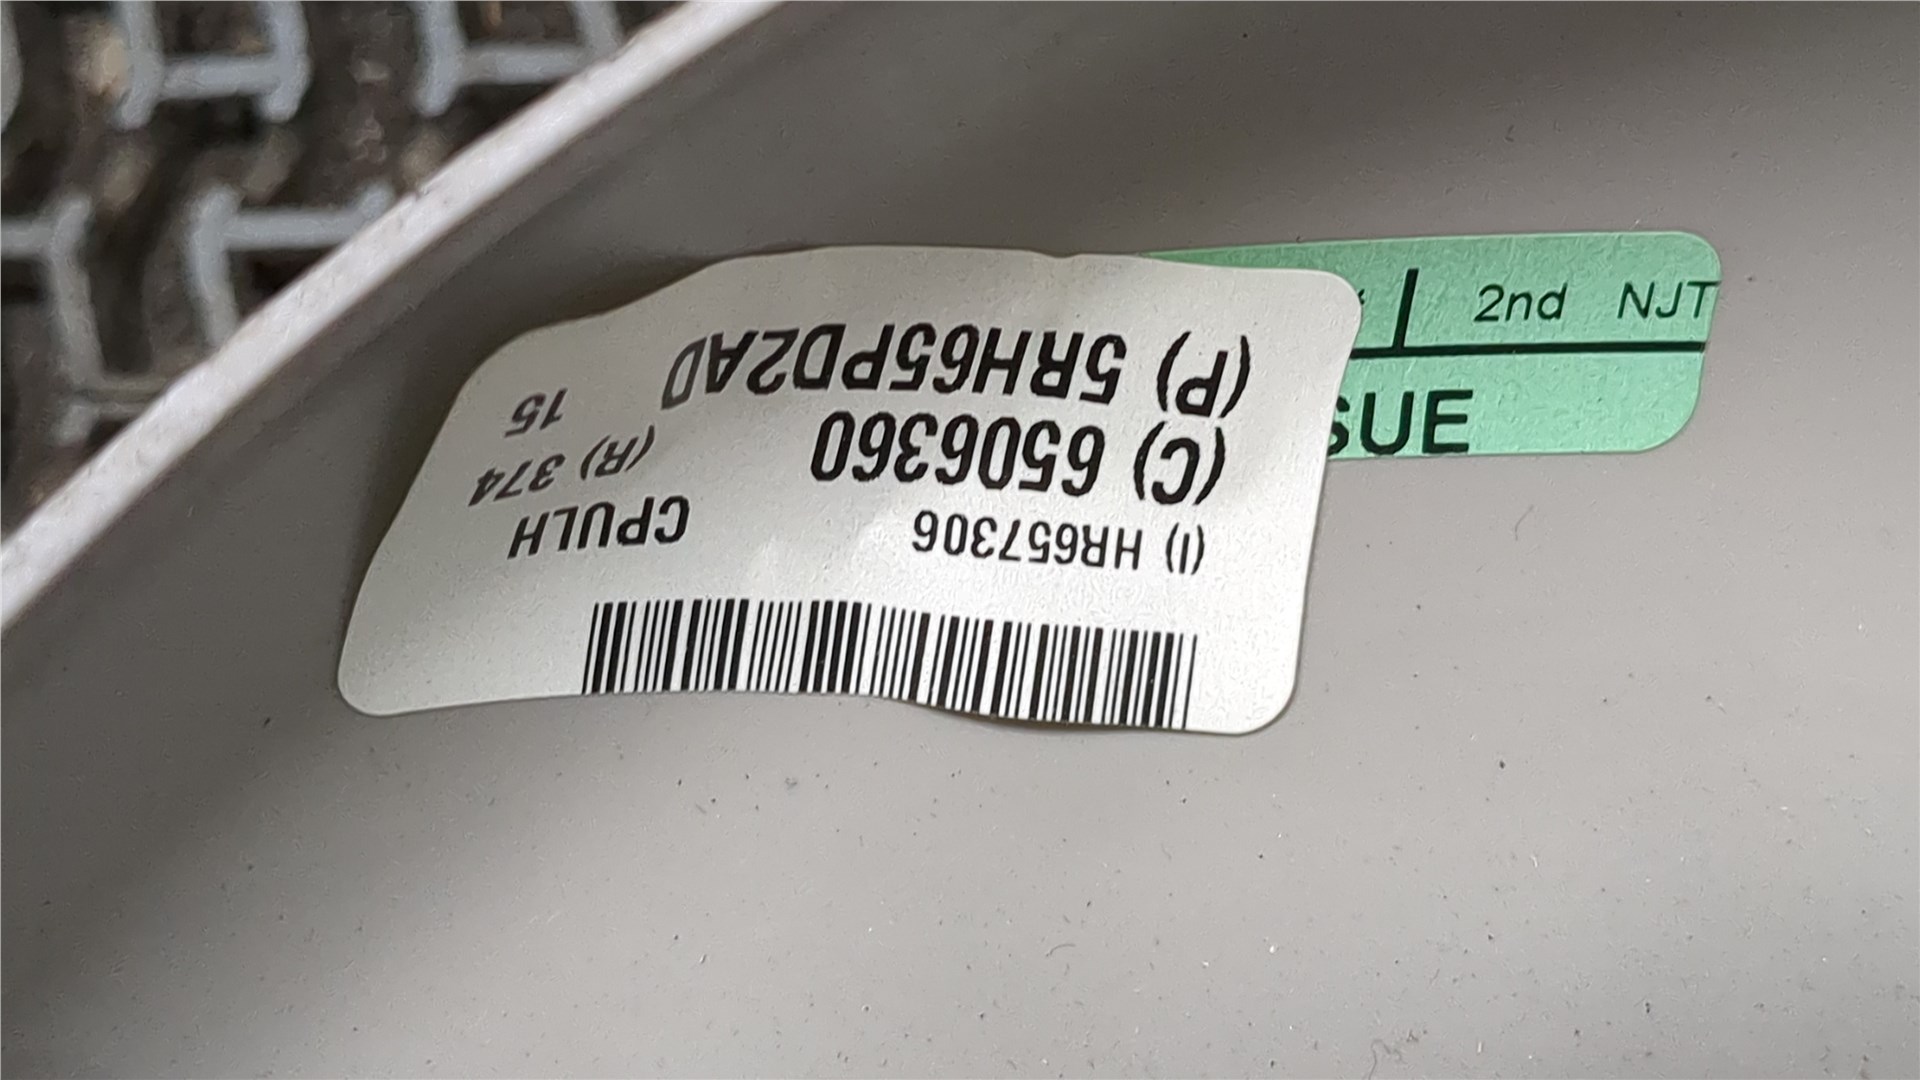 (I) HR657306 CPULH
(C) 6506360 (R) 374
(P) 5RH65PD2AD 15
2nd NJT
SUE